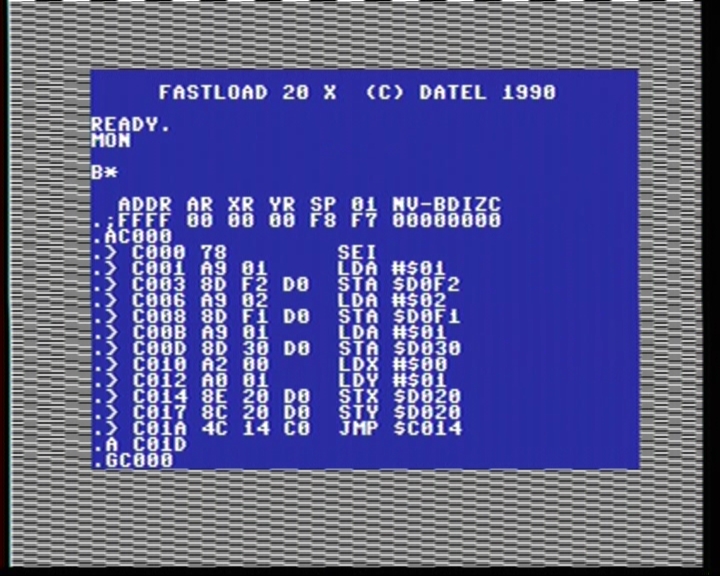 FASTLOAD 20 X (C) DATEL 1990
READY.
MON
B*
ADDR AR XR YR SP 01 NV-BDIZC
.;FFFF 00 00 00 F8 F7 00000000
.AC000
.> C000 78 SEI
.> C001 A9 01 LDA #$01
.> C003 8D F2 D0 STA $D0F2
.> C006 A9 02 LDA #$02
.> C008 8D F1 D0 STA $D0F1
.> C00B A9 01 LDA #$01
.> C00D 8D 30 D0 STA $D030
.> C010 A2 00 LDX #$00
.> C012 A0 01 LDY #$01
.> C014 8E 20 D0 STX $D020
.> C017 8C 20 D0 STY $D020
.> C01A 4C 14 C0 JMP $C014
.A C01D
.GC000